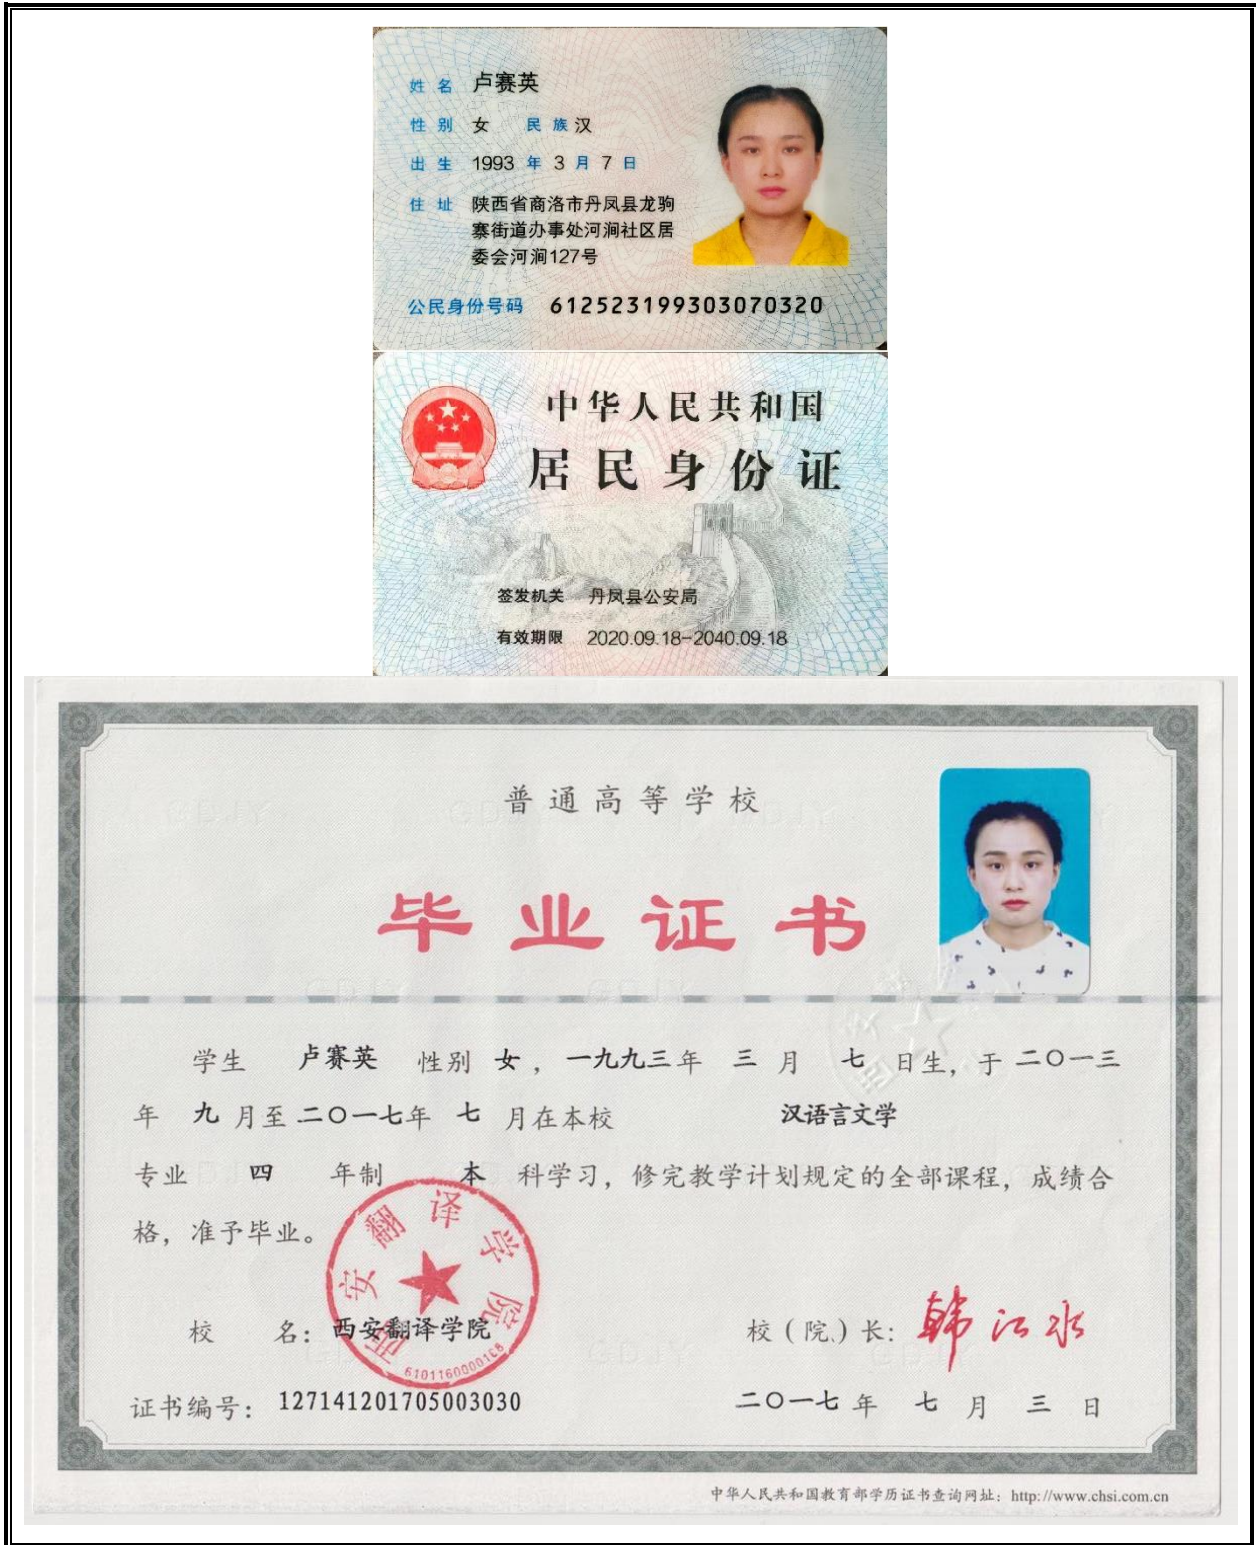 姓名 卢赛英
性别 女 民族 汉
出生 1993 年 3 月 7 日
住址 陕西省商洛市丹凤县龙驹
寨街道办事处河涧社区居
委会河涧127号
公民身份号码 612523199303070320
中华人民共和国
居民身份证
签发机关 丹凤县公安局
有效期限 2020.09.18-2040.09.18
普通高等学校
毕业证书
学生 卢赛英 性别 女，一九九三年 三 月 七 日生，于 二〇一三
年 九 月至 二〇一七年 七 月在本校 汉语言文学
专业 四 年制 本 科学习，修完教学计划规定的全部课程，成绩合
格，准予毕业。
西安翻译学院
6101160000168
校 名：西安翻译学院
校（院）长：韩江水
证书编号：127141201705003030
二〇一七年 七 月 三 日
中华人民共和国教育部学历证书查询网址：http://www.chsi.com.cn